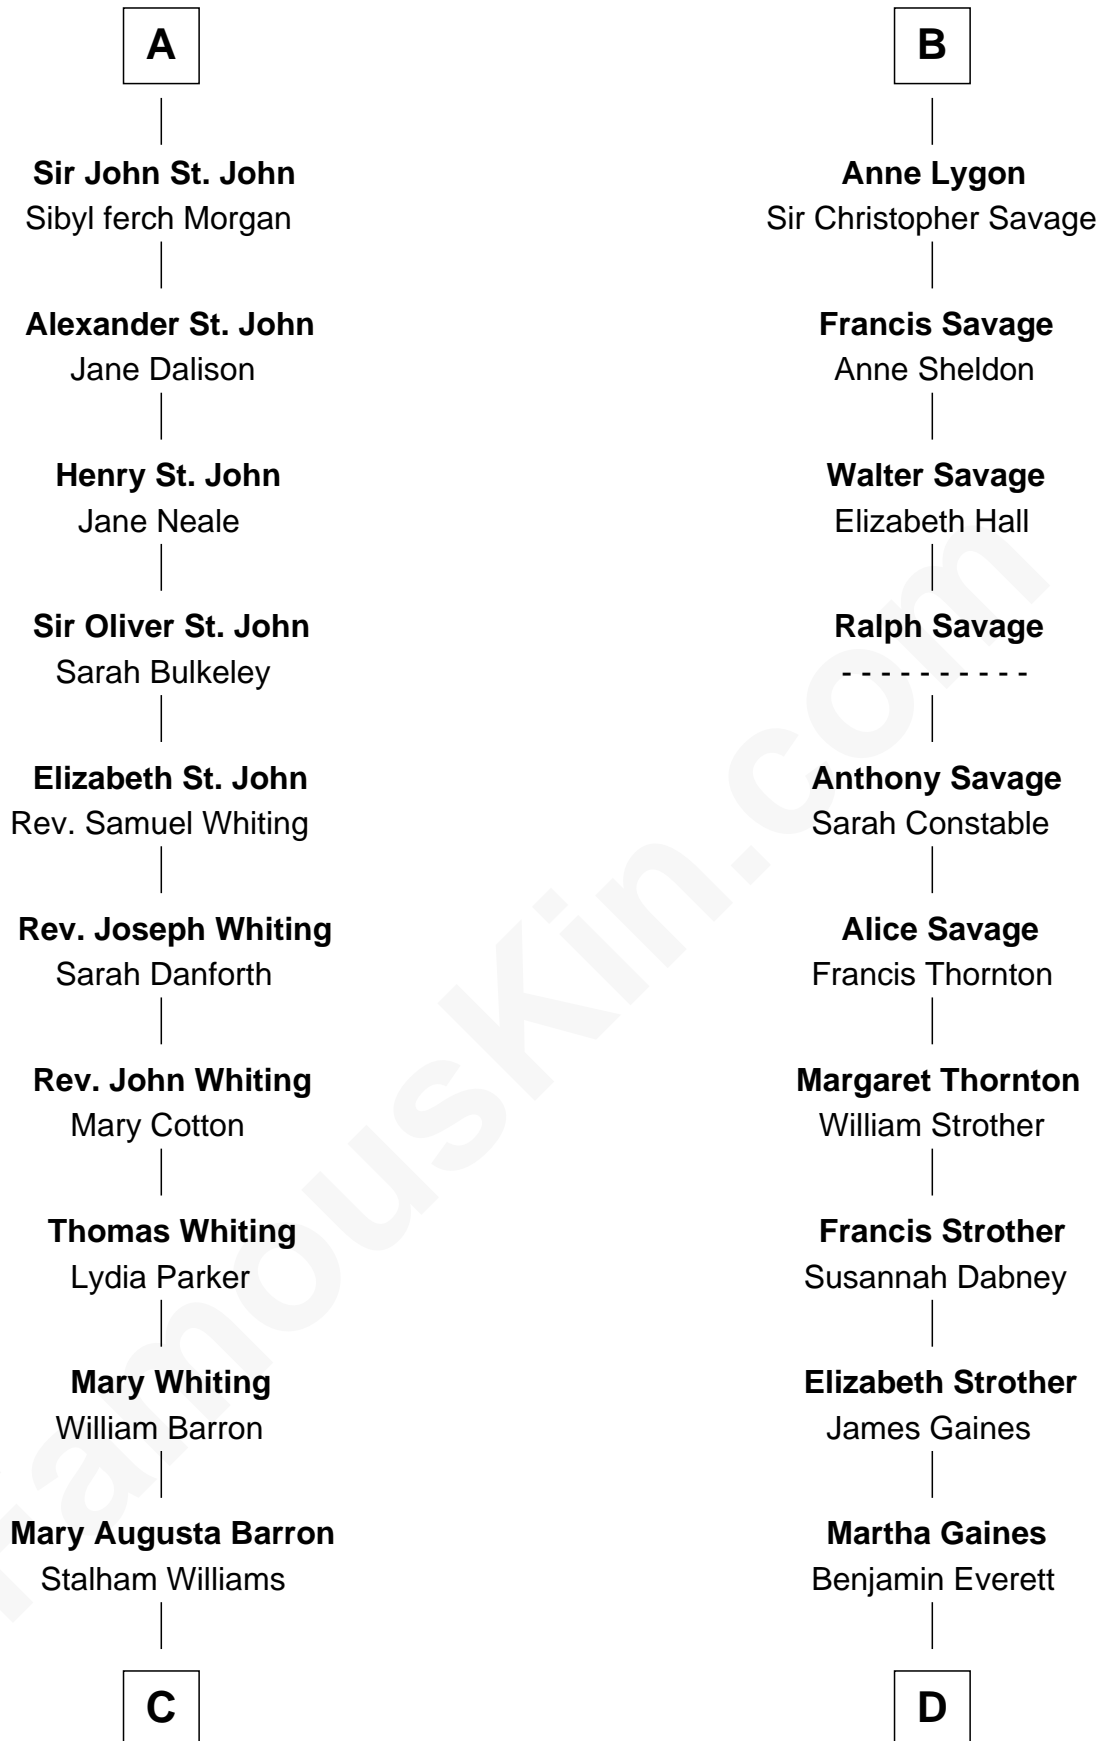 A
Sir John St. John
Sibyl ferch Morgan
Alexander St. John
Jane Dalison
Henry St. John
Jane Neale
Sir Oliver St. John
Sarah Bulkeley
Elizabeth St. John
Rev. Samuel Whiting
Rev. Joseph Whiting
Sarah Danforth
Rev. John Whiting
Mary Cotton
Thomas Whiting
Lydia Parker
Mary Whiting
William Barron
Mary Augusta Barron
Stalham Williams
C
B
Anne Lygon
Sir Christopher Savage
Francis Savage
Anne Sheldon
Walter Savage
Elizabeth Hall
Ralph Savage
- - - - - - - - - -
Anthony Savage
Sarah Constable
Alice Savage
Francis Thornton
Margaret Thornton
William Strother
Francis Strother
Susannah Dabney
Elizabeth Strother
James Gaines
Martha Gaines
Benjamin Everett
D
FamousKin.com